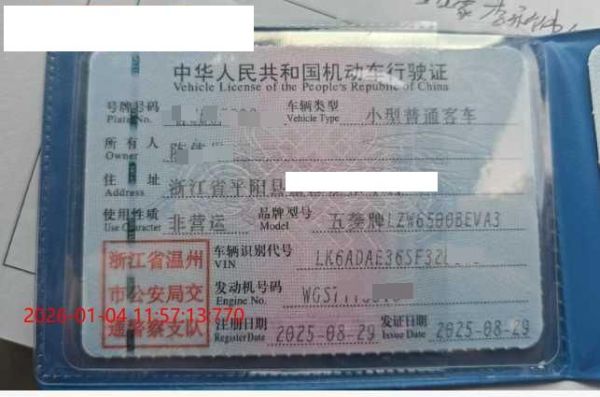 中华人民共和国机动车行驶证
Vehicle License of the People's Republic of China
号牌号码 Plate No. 车辆类型 Vehicle Type 小型普通客车
所有人 Owner 陈
住址 Address 浙江省平阳县
使用性质 Use Character 非营运 品牌型号 Model 五菱牌LZW6500BEVA3
浙江省温州 车辆识别代号 VIN LK6ADAE36SF32
市公安局交 发动机号码 Engine No. WGS
通警察支队 注册日期 Register Date 2025-08-29 发证日期 Issue Date 2025-08-29
2026-01-04 11:57:13:770